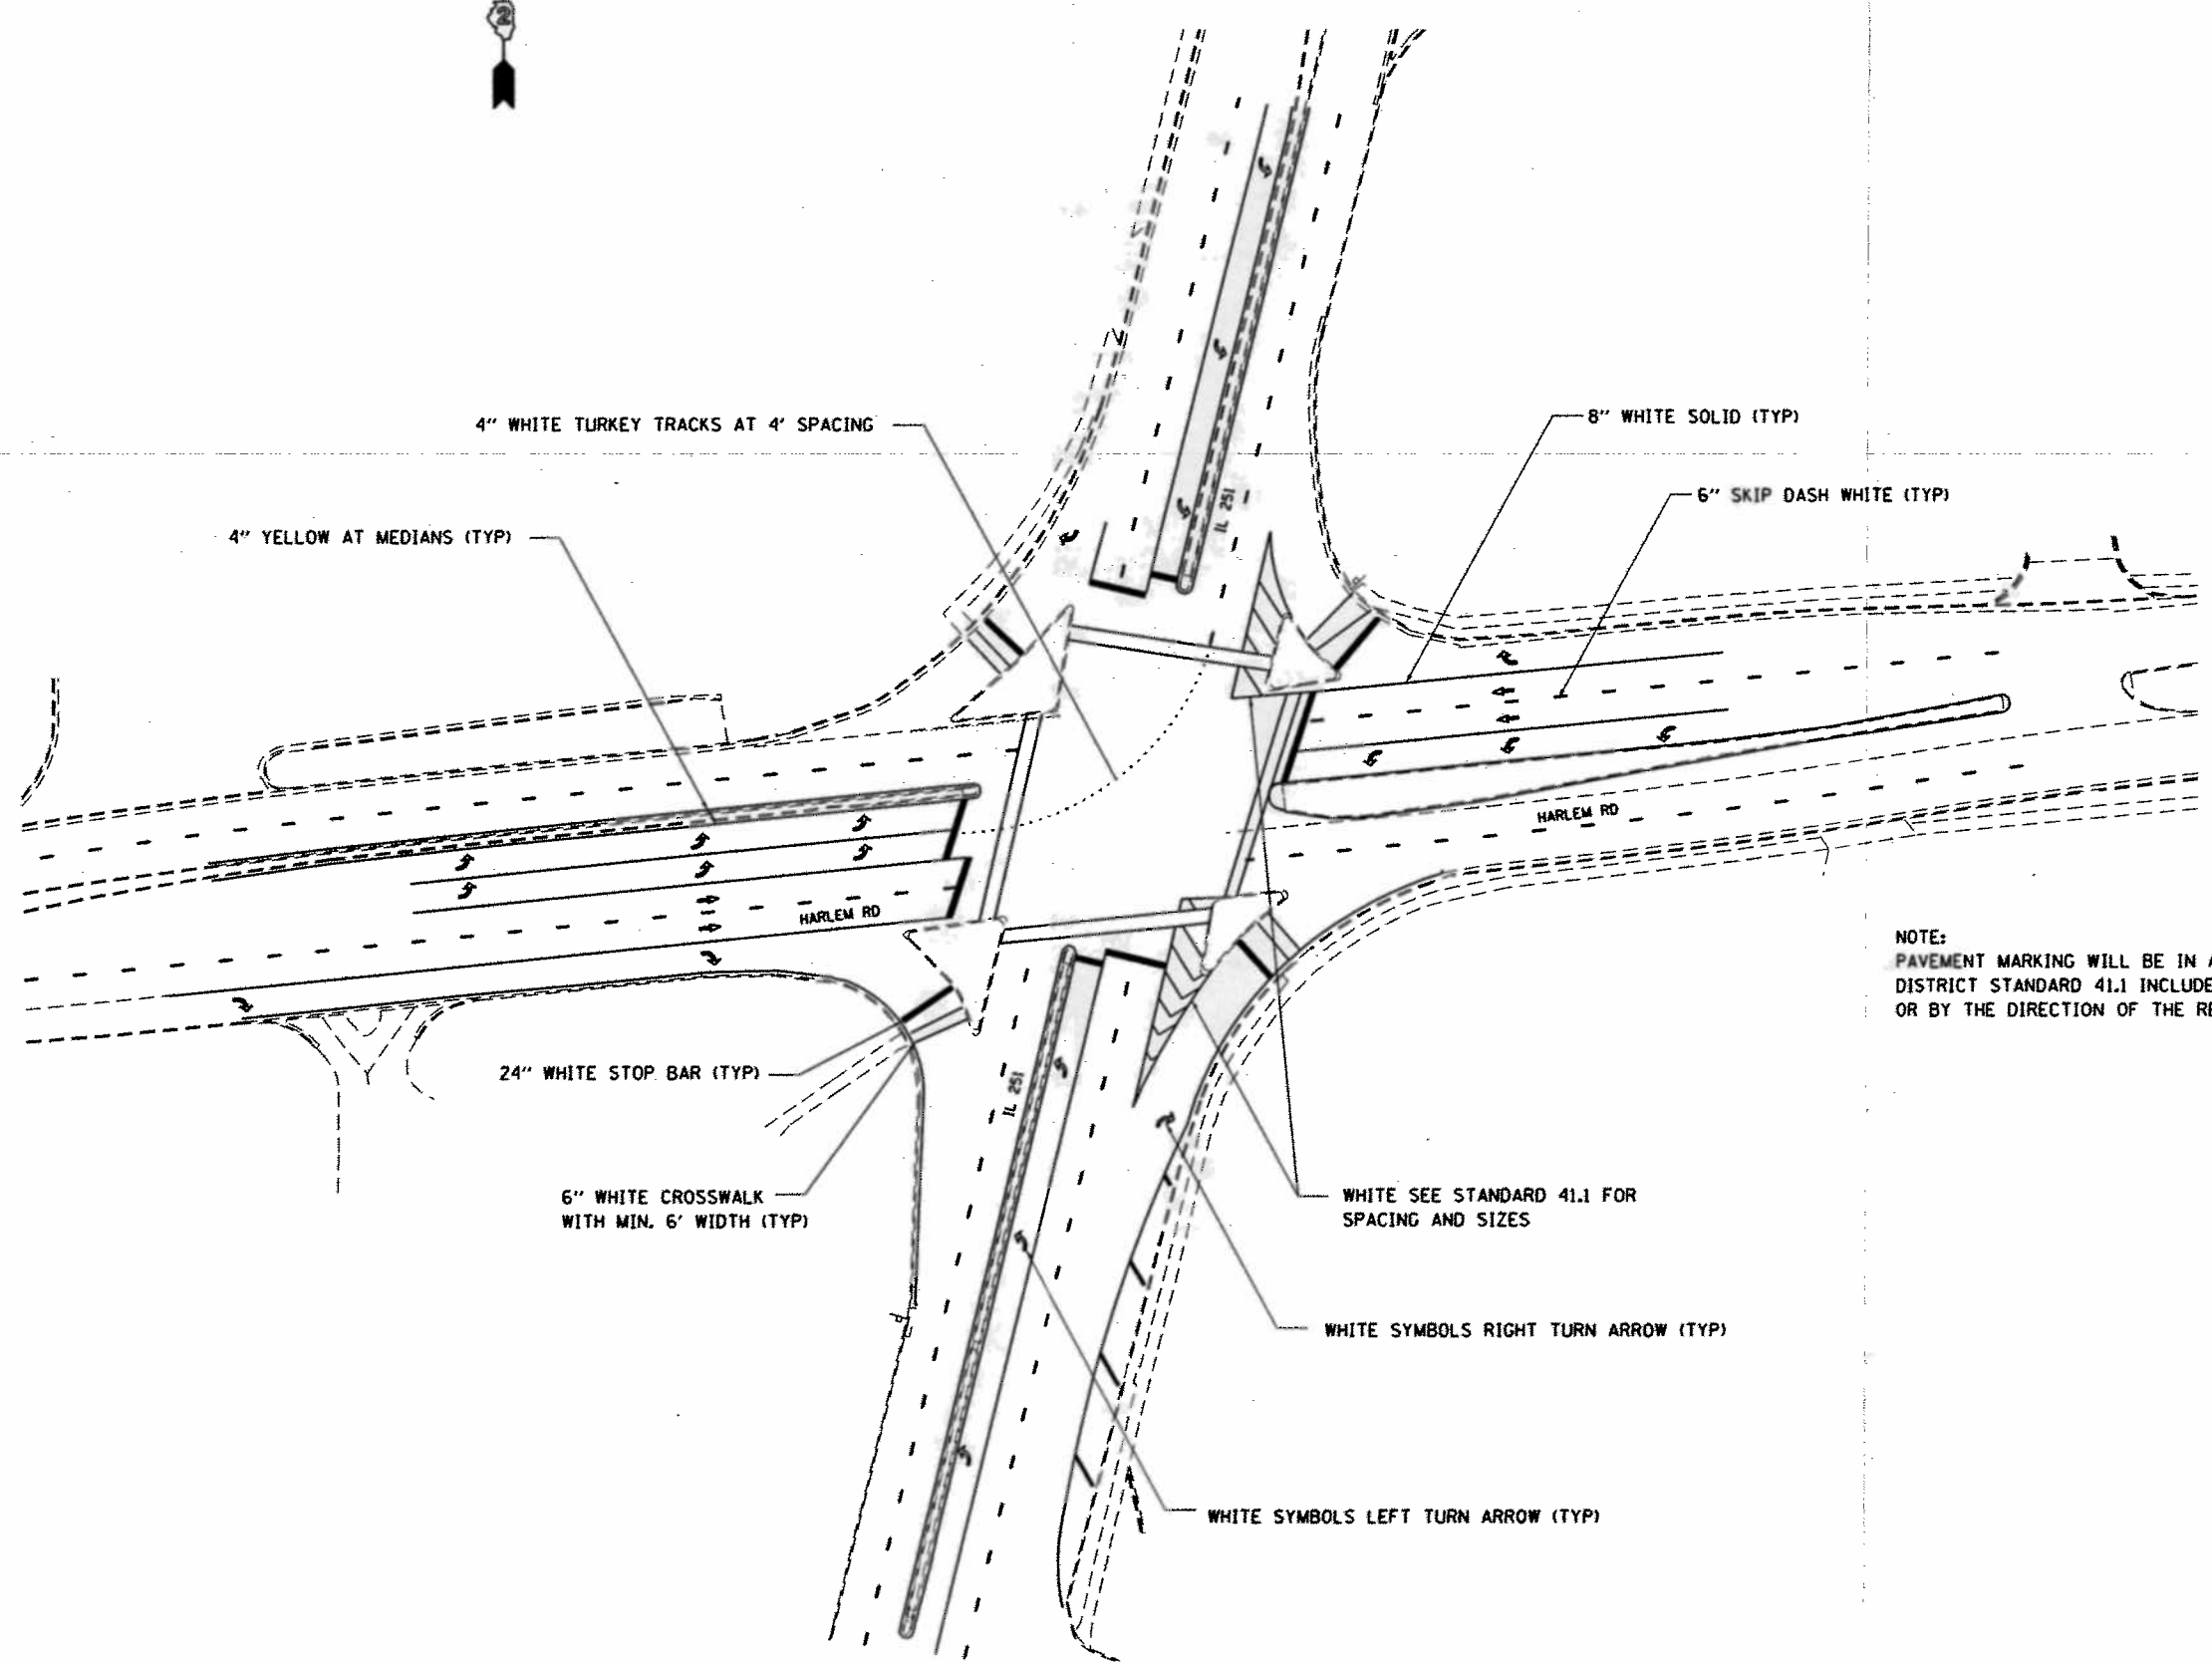 2
4" WHITE TURKEY TRACKS AT 4' SPACING
8" WHITE SOLID (TYP)
6" SKIP DASH WHITE (TYP)
4" YELLOW AT MEDIANS (TYP)
IL 251
HARLEM RD
HARLEM RD
NOTE:
PAVEMENT MARKING WILL BE IN
DISTRICT STANDARD 41.1 INCLUDE
OR BY THE DIRECTION OF THE
24" WHITE STOP BAR (TYP)
IL 251
6" WHITE CROSSWALK
WITH MIN. 6' WIDTH (TYP)
WHITE SEE STANDARD 41.1 FOR
SPACING AND SIZES
WHITE SYMBOLS RIGHT TURN ARROW (TYP)
WHITE SYMBOLS LEFT TURN ARROW (TYP)